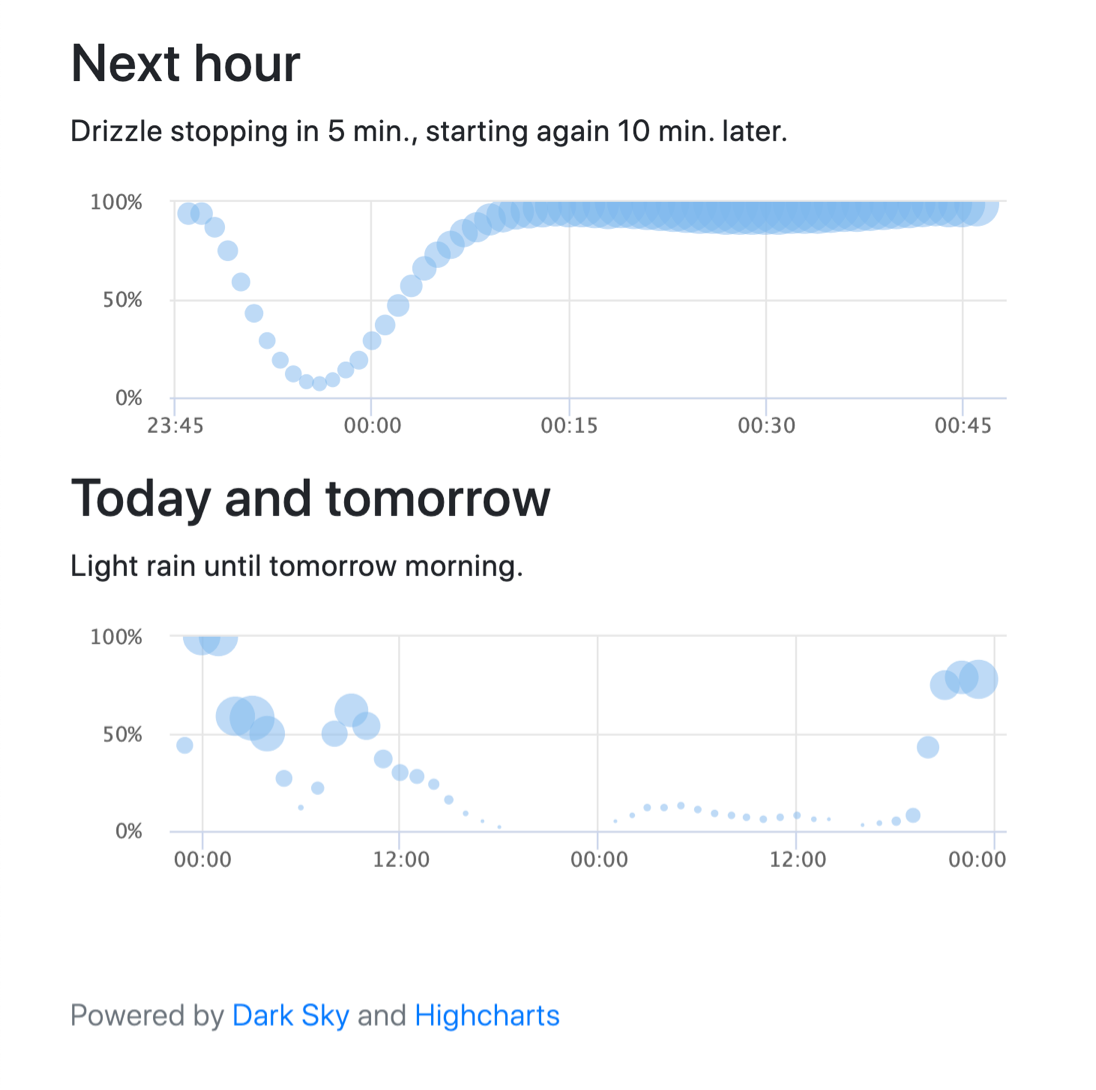 Next hour
Drizzle stopping in 5 min., starting again 10 min. later.
100%
50%
0%
23:45 00:00 00:15 00:30 00:45
Today and tomorrow
Light rain until tomorrow morning.
100%
50%
0%
00:00 12:00 00:00 12:00 00:00
Powered by Dark Sky and Highcharts